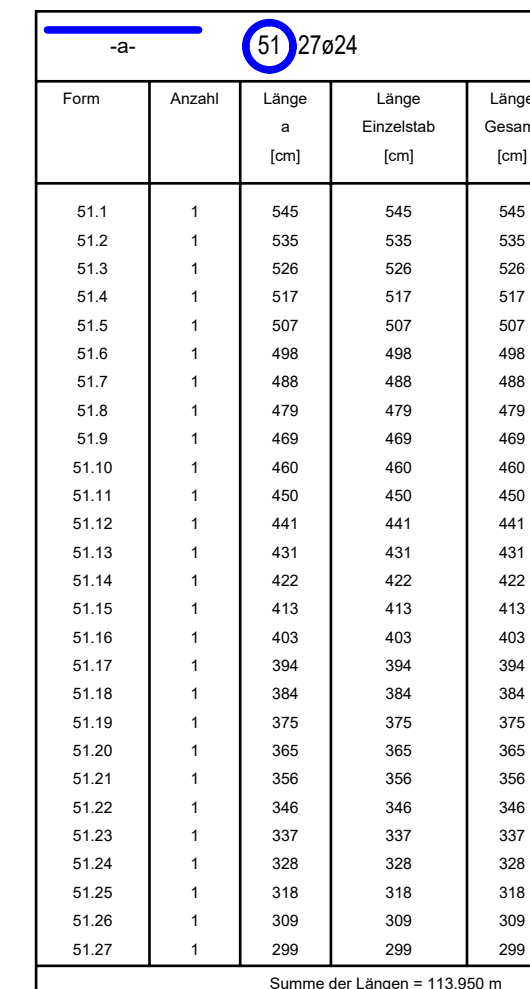 -a- 51 27ø24
Form Anzahl Länge Länge Länge
a Einzelstab Gesam
[cm] [cm] [cm]
51.1 1 545 545 545
51.2 1 535 535 535
51.3 1 526 526 526
51.4 1 517 517 517
51.5 1 507 507 507
51.6 1 498 498 498
51.7 1 488 488 488
51.8 1 479 479 479
51.9 1 469 469 469
51.10 1 460 460 460
51.11 1 450 450 450
51.12 1 441 441 441
51.13 1 431 431 431
51.14 1 422 422 422
51.15 1 413 413 413
51.16 1 403 403 403
51.17 1 394 394 394
51.18 1 384 384 384
51.19 1 375 375 375
51.20 1 365 365 365
51.21 1 356 356 356
51.22 1 346 346 346
51.23 1 337 337 337
51.24 1 328 328 328
51.25 1 318 318 318
51.26 1 309 309 309
51.27 1 299 299 299
Summe der Längen = 113.950 m